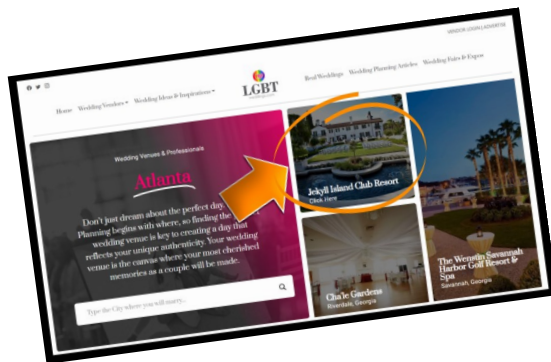 VENDOR LOGIN | ADVERTISE
Home Wedding Vendors Wedding Ideas & Inspirations LGBT Real Weddings Wedding Planning Articles Wedding Fairs & Expos
Wedding Venues & Professionals
Atlanta
Don't just dream about the perfect day.
Planning begins with where, so finding the
wedding venue is key to creating a day that
reflects your unique authenticity. Your wedding
venue is the canvas where your most cherished
memories as a couple will be made.
Type the City where you will marry...
Jekyll Island Club Resort
Click Here
Cha'le Gardens
Riverdale, Georgia
The Westin Savannah
Harbor Golf Resort &
Spa
Savannah, Georgia